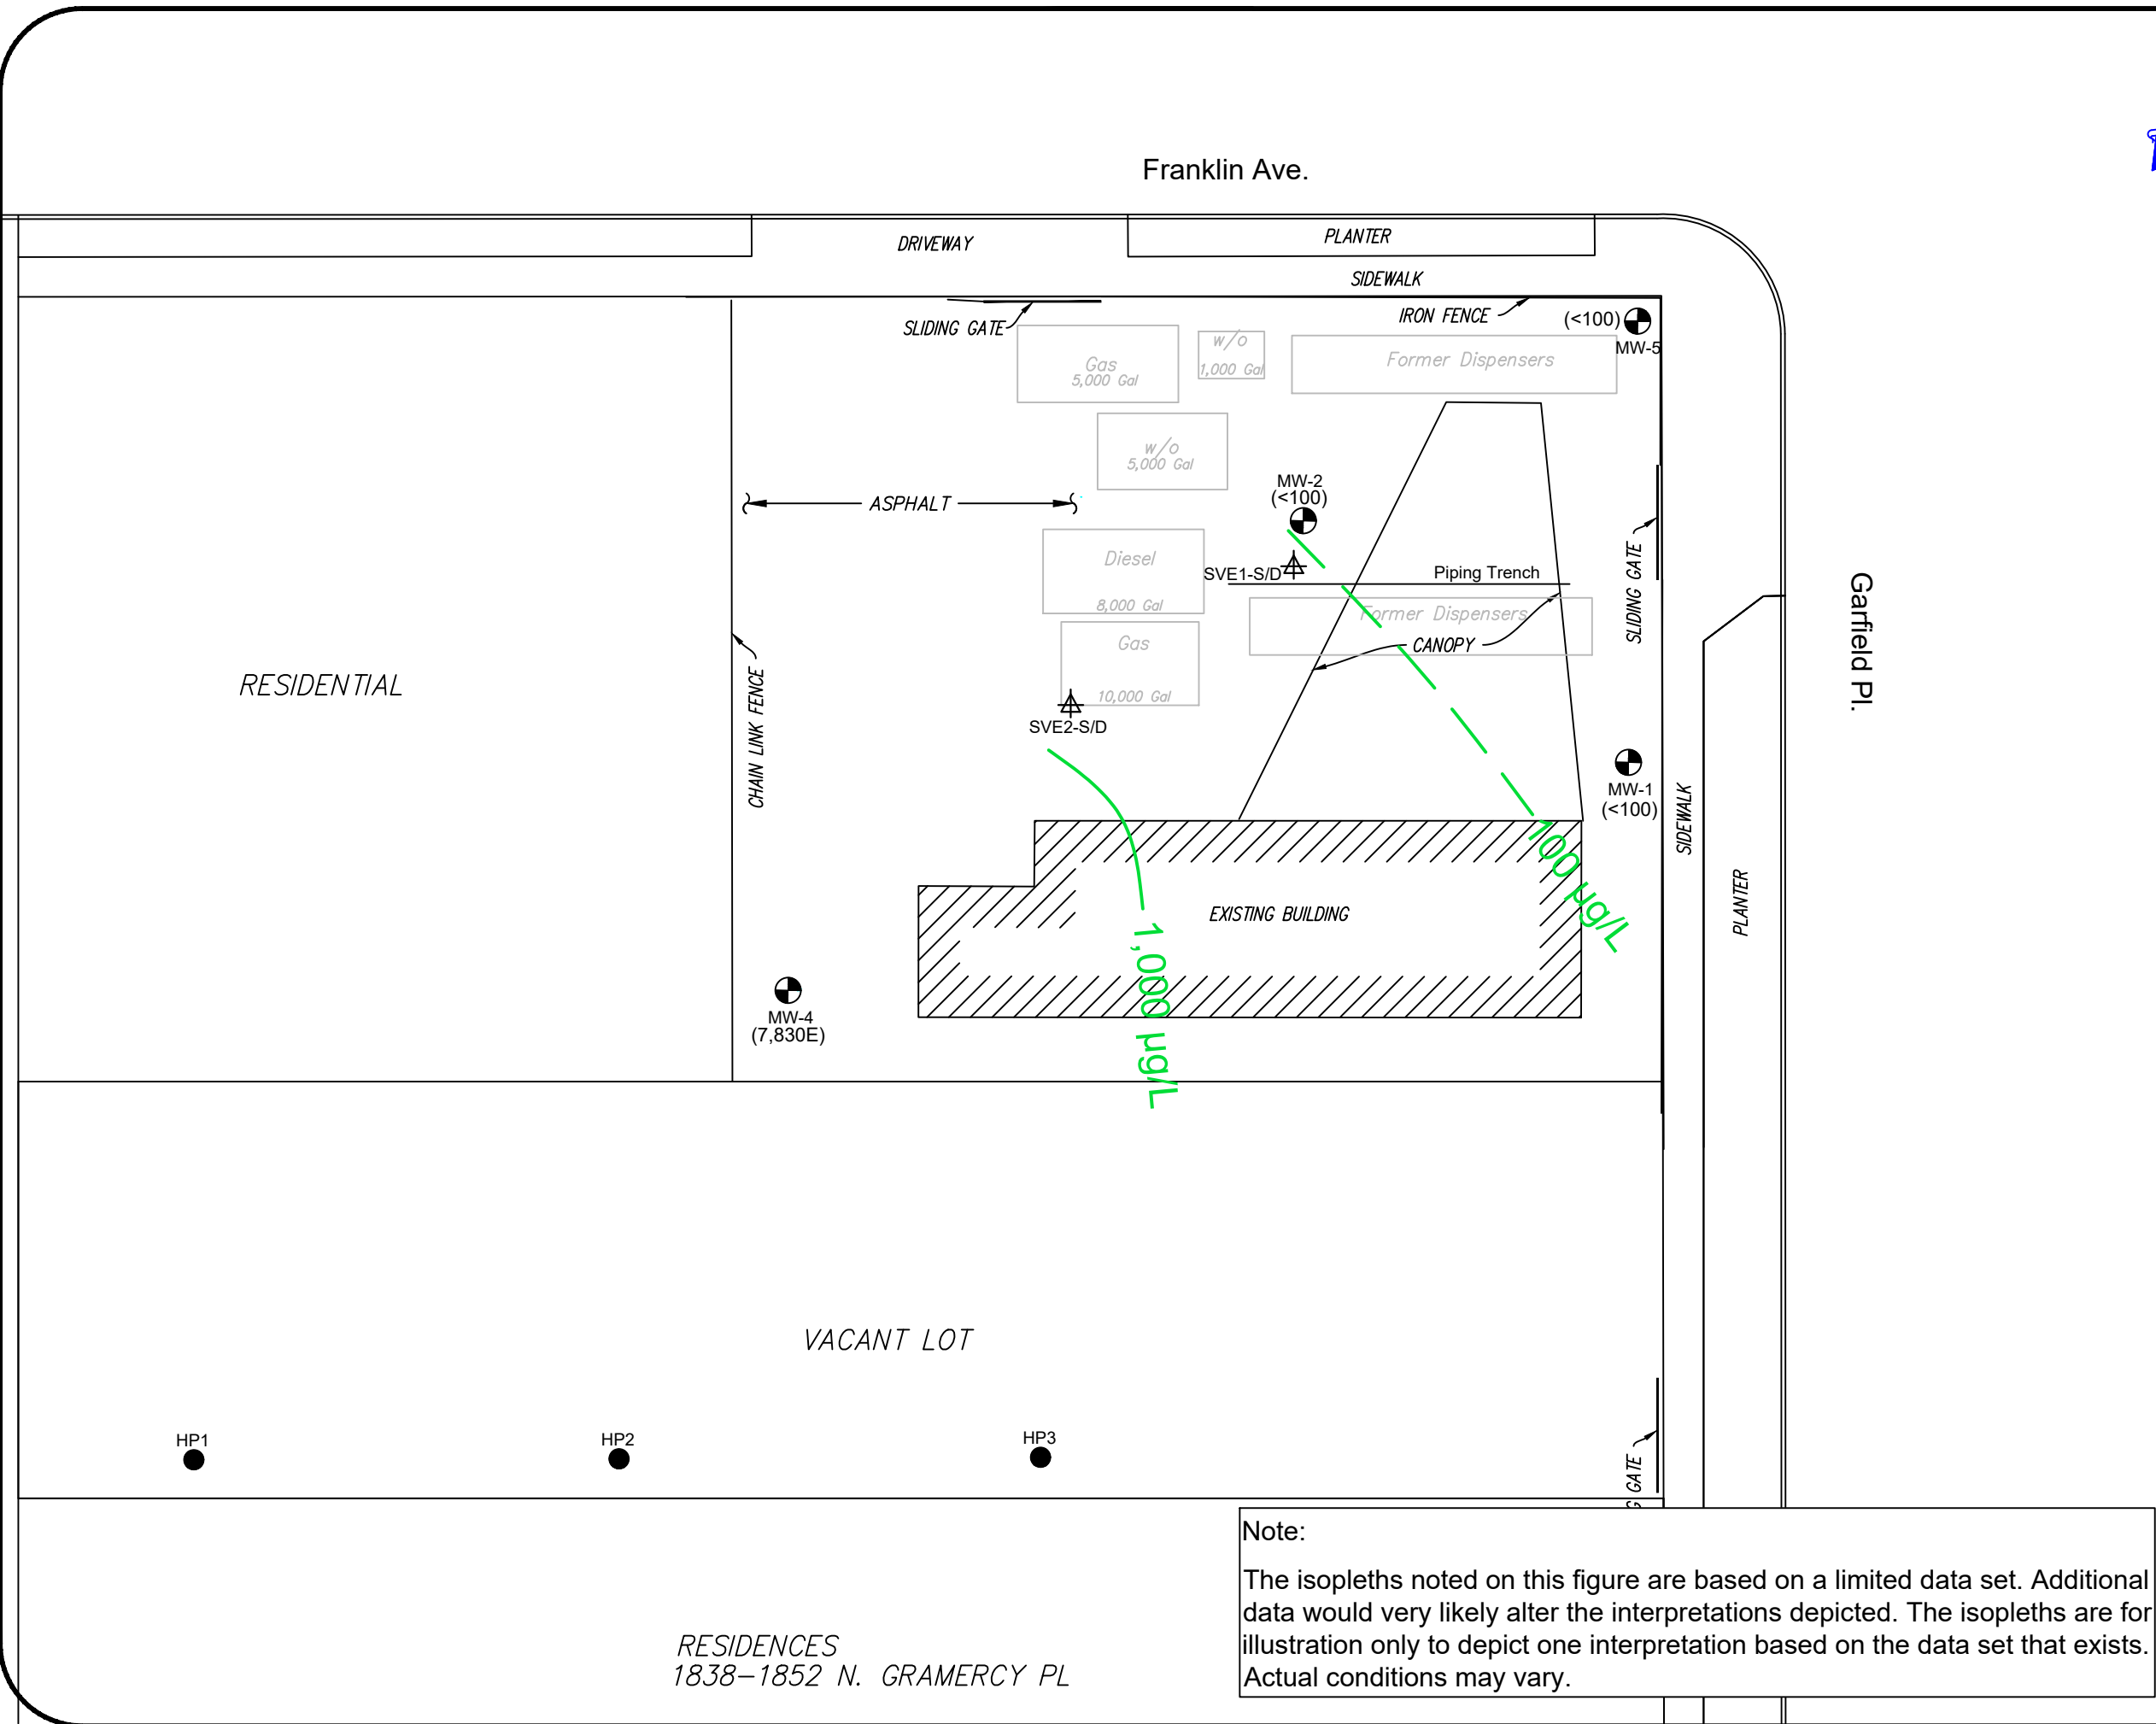 Franklin Ave.
DRIVEWAY
PLANTER
SIDEWALK
SLIDING GATE
IRON FENCE
(<100)
MW-5
Gas
5,000 Gal
w/o
1,000 Gal
Former Dispensers
w/o
5,000 Gal
MW-2
(<100)
ASPHALT
Diesel
8,000 Gal
SVE1-S/D
Piping Trench
SLIDING GATE
Garfield Pl.
Former Dispensers
CANOPY
Gas
10,000 Gal
SVE2-S/D
RESIDENTIAL
CHAIN LINK FENCE
MW-1
(<100)
SIDEWALK
PLANTER
100 µg/L
EXISTING BUILDING
1,000 µg/L
MW-4
(7,830E)
VACANT LOT
HP1
HP2
HP3
GATE
Note:
The isopleths noted on this figure are based on a limited data set. Additional
data would very likely alter the interpretations depicted. The isopleths are for
illustration only to depict one interpretation based on the data set that exists.
Actual conditions may vary.
RESIDENCES
1838-1852 N. GRAMERCY PL